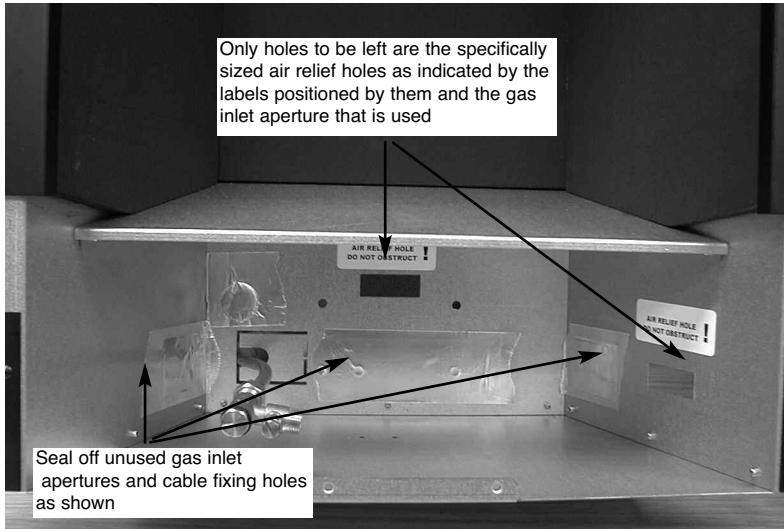 Only holes to be left are the specifically
sized air relief holes as indicated by the
labels positioned by them and the gas
inlet aperture that is used
AIR RELIEF HOLE
DO NOT OBSTRUCT !
AIR RELIEF HOLE
DO NOT OBSTRUCT !
Seal off unused gas inlet
apertures and cable fixing holes
as shown